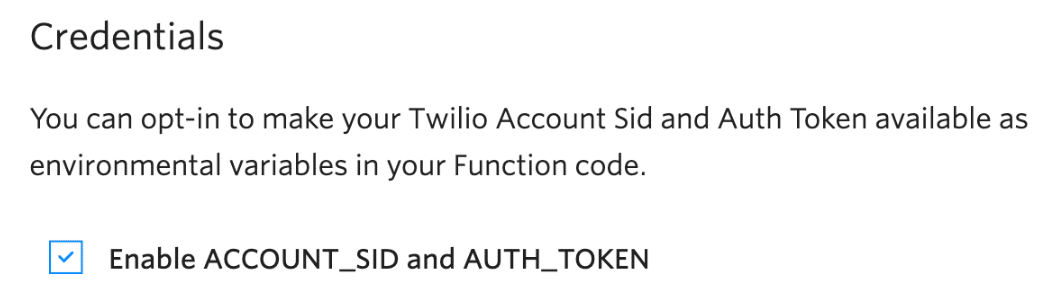 Credentials
You can opt-in to make your Twilio Account Sid and Auth Token available as
environmental variables in your Function code.
Enable ACCOUNT_SID and AUTH_TOKEN